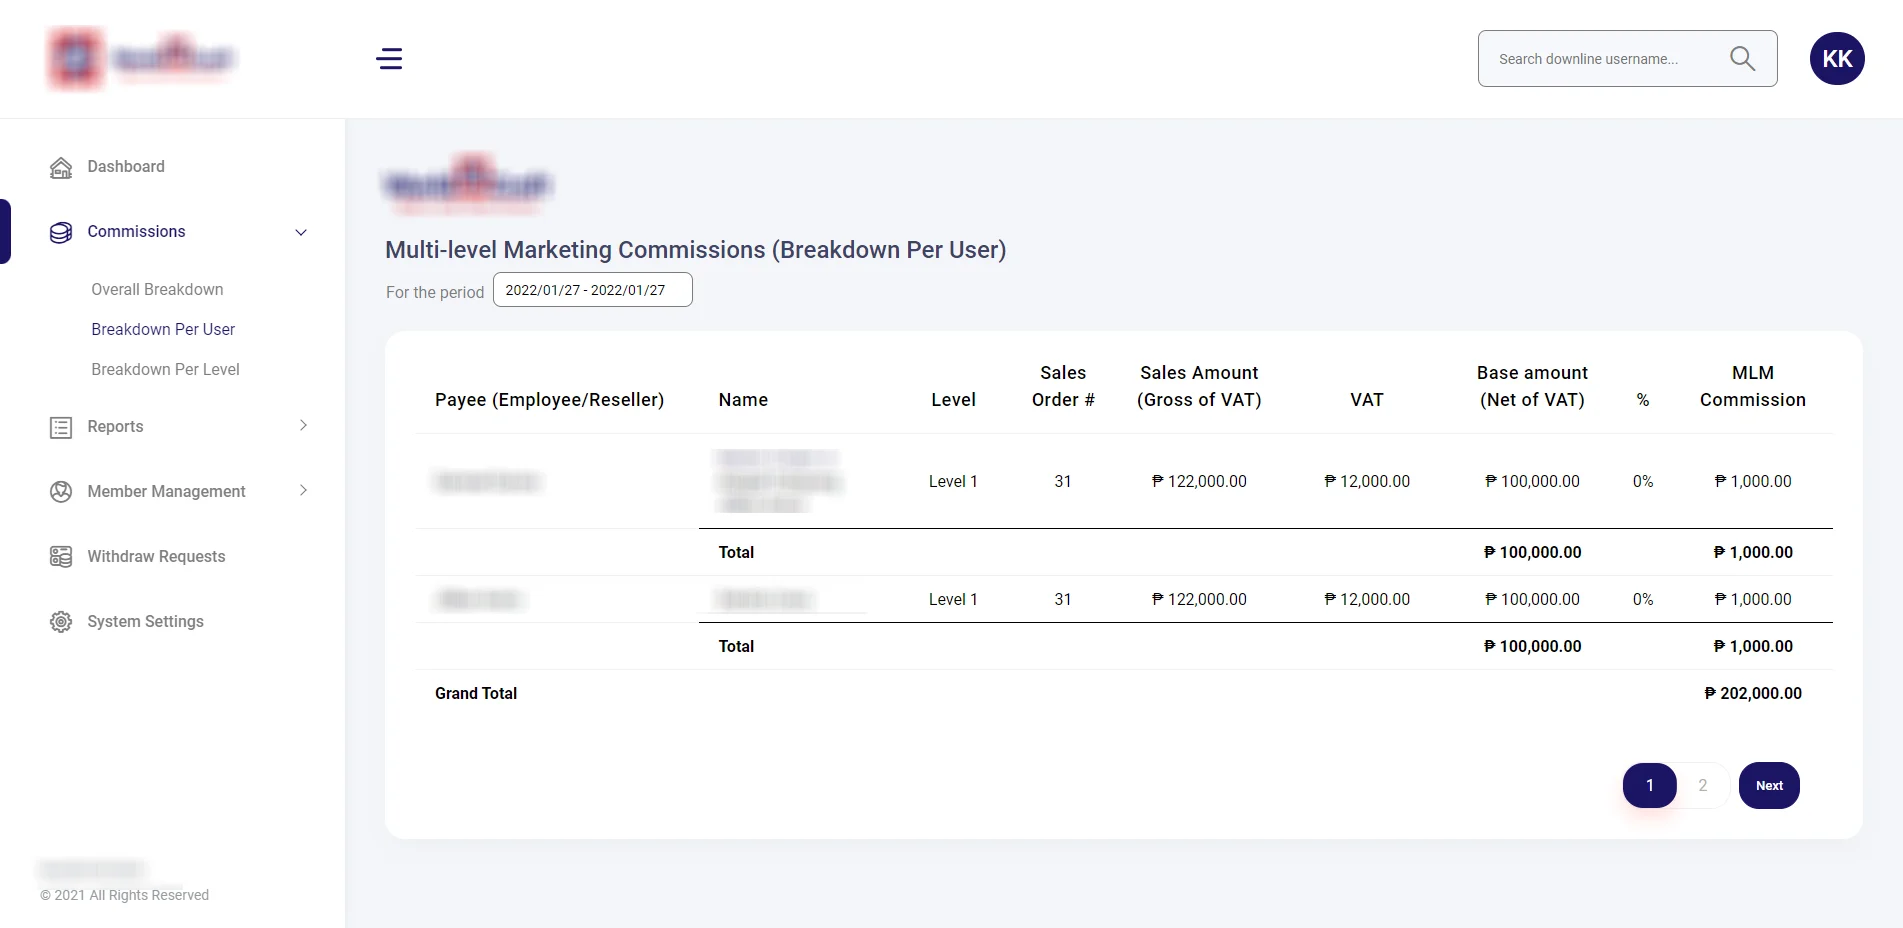 Search downline username...
KK
Dashboard
Commissions
Overall Breakdown
Breakdown Per User
Breakdown Per Level
Reports
Member Management
Withdraw Requests
System Settings
© 2021 All Rights Reserved
Multi-level Marketing Commissions (Breakdown Per User)
For the period 2022/01/27 - 2022/01/27
Payee (Employee/Reseller) Name Level Sales Order # Sales Amount (Gross of VAT) VAT Base amount (Net of VAT) % MLM Commission
Level 1 31 ₱ 122,000.00 ₱ 12,000.00 ₱ 100,000.00 0% ₱ 1,000.00
Total ₱ 100,000.00 ₱ 1,000.00
Level 1 31 ₱ 122,000.00 ₱ 12,000.00 ₱ 100,000.00 0% ₱ 1,000.00
Total ₱ 100,000.00 ₱ 1,000.00
Grand Total ₱ 202,000.00
1 2 Next